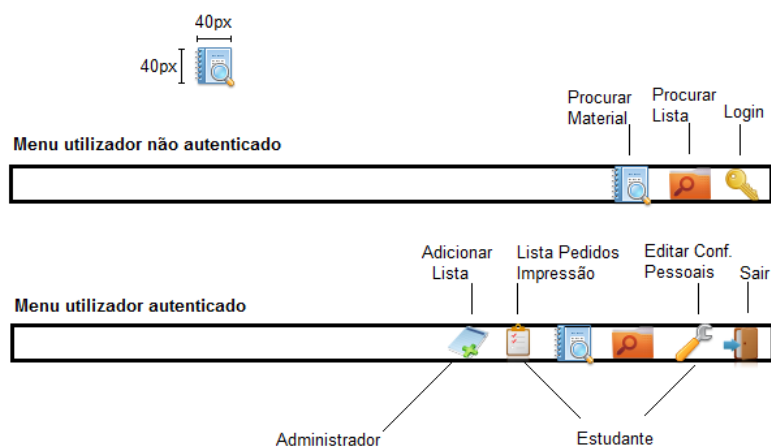 40px
40px
Procurar
Material
Procurar
Lista
Login
Menu utilizador não autenticado
Adicionar
Lista
Lista Pedidos
Impressão
Editar Conf.
Pessoais
Sair
Menu utilizador autenticado
Administrador
Estudante